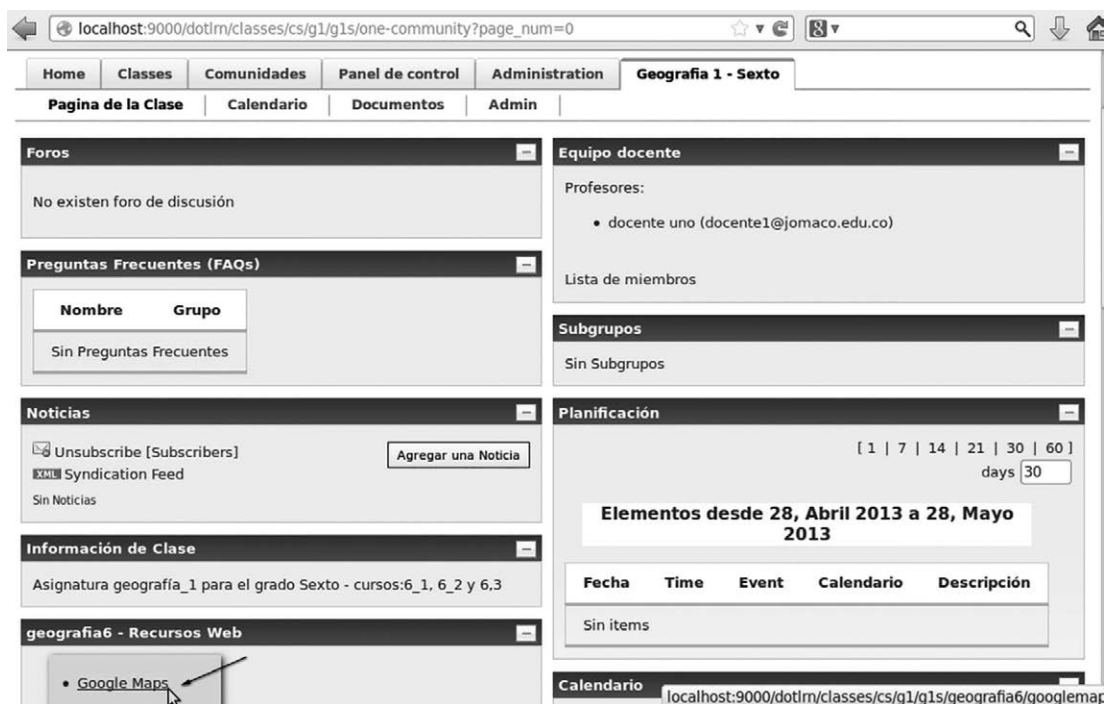 localhost:9000/dotlrn/classes/cs/g1/g1s/one-community?page_num=0
Home Classes Comunidades Panel de control Administration Geografia 1 - Sexto
Pagina de la Clase Calendario Documentos Admin
Foros
No existen foro de discusión
Preguntas Frecuentes (FAQs)
Nombre Grupo
Sin Preguntas Frecuentes
Noticias
Unsubscribe [Subscribers]
Agregar una Noticia
XML Syndication Feed
Sin Noticias
Información de Clase
Asignatura geografía_1 para el grado Sexto - cursos:6_1, 6_2 y 6,3
geografia6 - Recursos Web
• Google Maps
Equipo docente
Profesores:
• docente uno (docente1@jomaco.edu.co)
Lista de miembros
Subgrupos
Sin Subgrupos
Planificación
[ 1 | 7 | 14 | 21 | 30 | 60 ]
days 30
Elementos desde 28, Abril 2013 a 28, Mayo
2013
Fecha Time Event Calendario Descripción
Sin items
Calendario
localhost:9000/dotlrn/classes/cs/g1/g1s/geografia6/googlemap